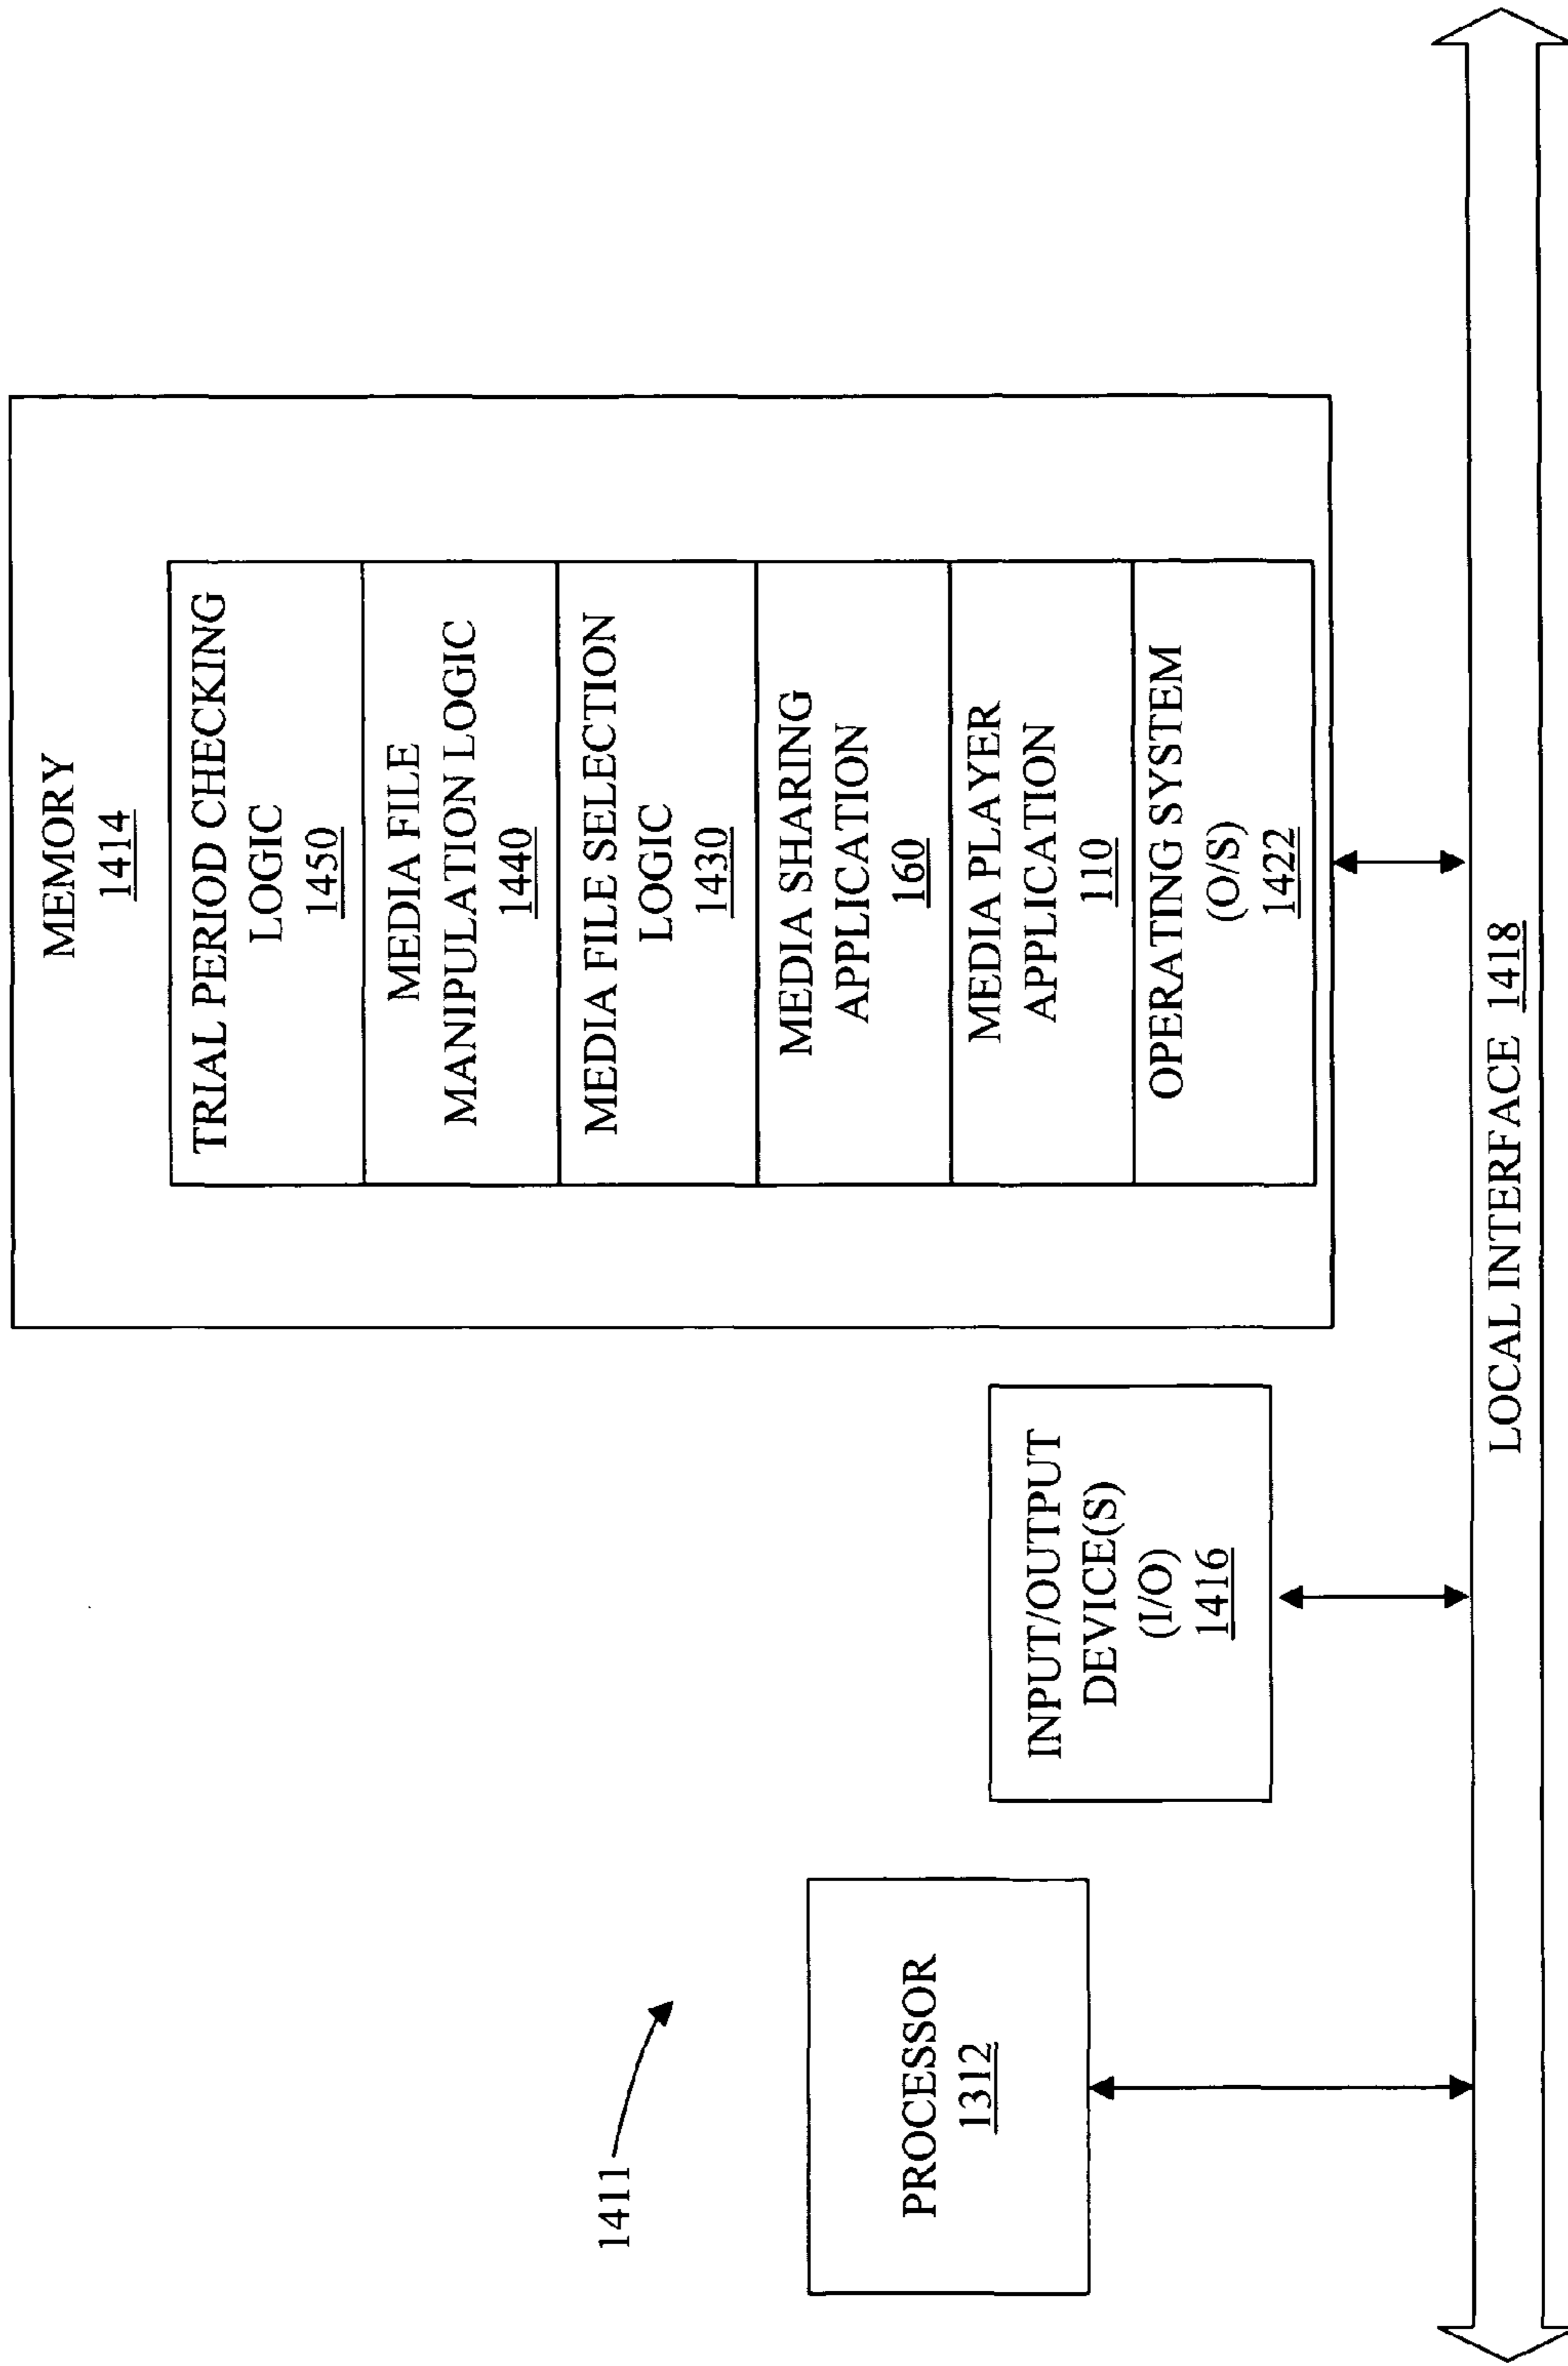 1411
PROCESSOR
1312
INPUT/OUTPUT
DEVICE(S)
(I/O)
1416
MEMORY
1414
TRIAL PERIOD CHECKING
LOGIC
1450
MEDIA FILE
MANIPULATION LOGIC
1440
MEDIA FILE SELECTION
LOGIC
1430
MEDIA SHARING
APPLICATION
160
MEDIA PLAYER
APPLICATION
110
OPERATING SYSTEM
(O/S)
1422
LOCAL INTERFACE 1418